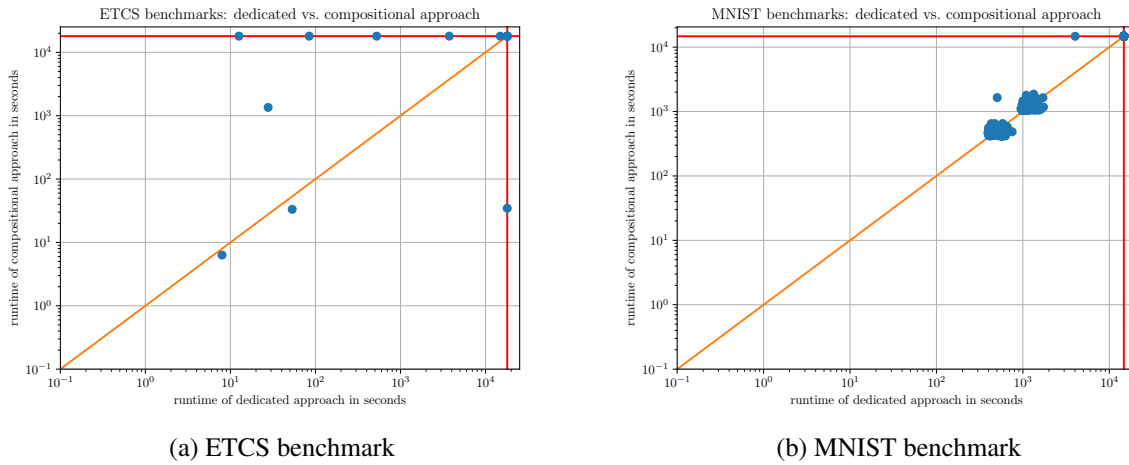 ETCS benchmarks: dedicated vs. compositional approach
runtime of compositional approach in seconds
10^4
10^3
10^2
10^1
10^0
10^-1
10^-1 10^0 10^1 10^2 10^3 10^4
runtime of dedicated approach in seconds
(a) ETCS benchmark
MNIST benchmarks: dedicated vs. compositional approach
runtime of compositional approach in seconds
10^4
10^3
10^2
10^1
10^0
10^-1
10^-1 10^0 10^1 10^2 10^3 10^4
runtime of dedicated approach in seconds
(b) MNIST benchmark